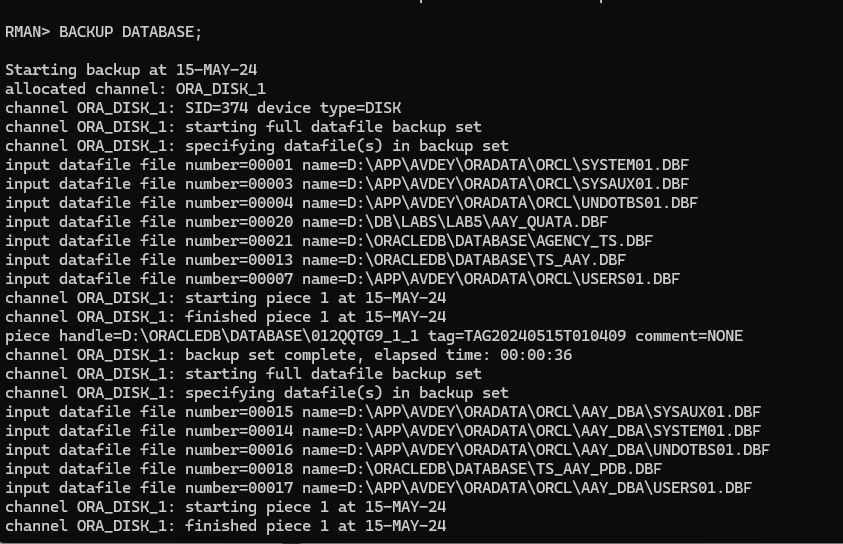 RMAN> BACKUP DATABASE;
Starting backup at 15-MAY-24
allocated channel: ORA_DISK_1
channel ORA_DISK_1: SID=374 device type=DISK
channel ORA_DISK_1: starting full datafile backup set
channel ORA_DISK_1: specifying datafile(s) in backup set
input datafile file number=00001 name=D:\APP\AVDEY\ORADATA\ORCL\SYSTEM01.DBF
input datafile file number=00003 name=D:\APP\AVDEY\ORADATA\ORCL\SYSAUX01.DBF
input datafile file number=00004 name=D:\APP\AVDEY\ORADATA\ORCL\UNDOTBS01.DBF
input datafile file number=00020 name=D:\DB\LABS\LAB5\AAY_QUATA.DBF
input datafile file number=00021 name=D:\ORACLEDB\DATABASE\AGENCY_TS.DBF
input datafile file number=00013 name=D:\ORACLEDB\DATABASE\TS_AAY.DBF
input datafile file number=00007 name=D:\APP\AVDEY\ORADATA\ORCL\USERS01.DBF
channel ORA_DISK_1: starting piece 1 at 15-MAY-24
channel ORA_DISK_1: finished piece 1 at 15-MAY-24
piece handle=D:\ORACLEDB\DATABASE\012QQTG9_1_1 tag=TAG20240515T010409 comment=NONE
channel ORA_DISK_1: backup set complete, elapsed time: 00:00:36
channel ORA_DISK_1: starting full datafile backup set
channel ORA_DISK_1: specifying datafile(s) in backup set
input datafile file number=00015 name=D:\APP\AVDEY\ORADATA\ORCL\AAY_DBA\SYSAUX01.DBF
input datafile file number=00014 name=D:\APP\AVDEY\ORADATA\ORCL\AAY_DBA\SYSTEM01.DBF
input datafile file number=00016 name=D:\APP\AVDEY\ORADATA\ORCL\AAY_DBA\UNDOTBS01.DBF
input datafile file number=00018 name=D:\ORACLEDB\DATABASE\TS_AAY_PDB.DBF
input datafile file number=00017 name=D:\APP\AVDEY\ORADATA\ORCL\AAY_DBA\USERS01.DBF
channel ORA_DISK_1: starting piece 1 at 15-MAY-24
channel ORA_DISK_1: finished piece 1 at 15-MAY-24